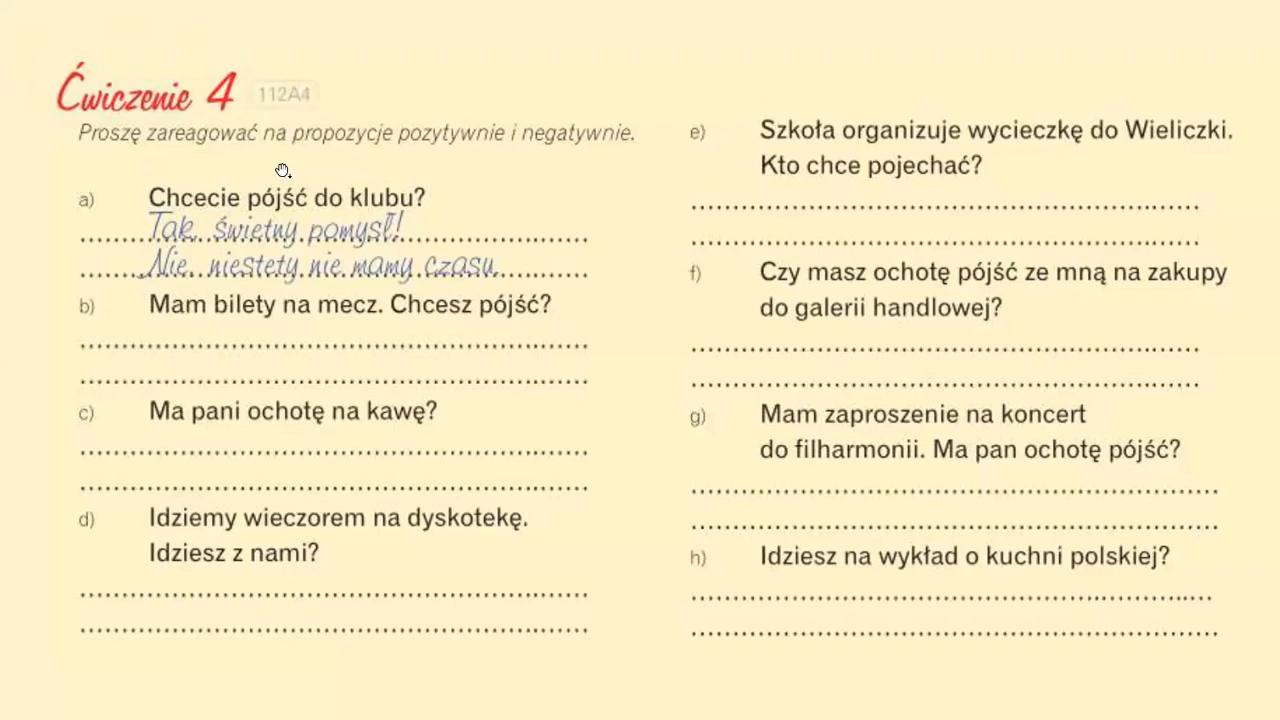 Ćwiczenie 4 112A4
Proszę zareagować na propozycje pozytywnie i negatywnie.
a) Chcecie pójść do klubu?
Tak, świetny pomysł!
Nie, niestety nie mamy czasu.
b) Mam bilety na mecz. Chcesz pójść?
c) Ma pani ochotę na kawę?
d) Idziemy wieczorem na dyskotekę.
Idziesz z nami?
e) Szkoła organizuje wycieczkę do Wieliczki.
Kto chce pojechać?
f) Czy masz ochotę pójść ze mną na zakupy
do galerii handlowej?
g) Mam zaproszenie na koncert
do filharmonii. Ma pan ochotę pójść?
h) Idziesz na wykład o kuchni polskiej?